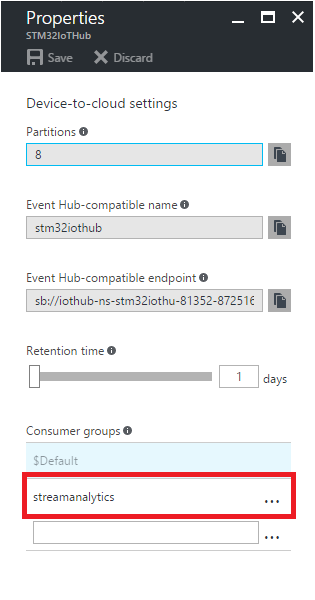 Properties
STM32IoTHub
Save Discard
Device-to-cloud settings
Partitions
8
Event Hub-compatible name
stm32iothub
Event Hub-compatible endpoint
sb://iothub-ns-stm32iothu-81352-872516
Retention time
1 days
Consumer groups
$Default
streamanalytics ...
...